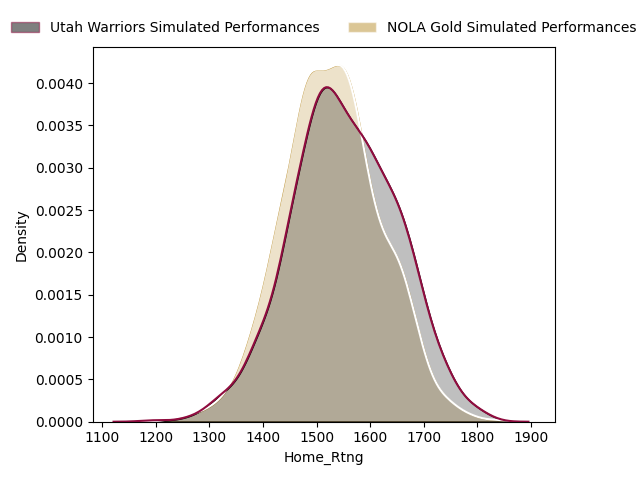 Utah Warriors Simulated Performances
NOLA Gold Simulated Performances
0.0040
0.0035
0.0030
0.0025
0.0020
0.0015
0.0010
0.0005
0.0000
Density
1100 1200 1300 1400 1500 1600 1700 1800 1900
Home_Rtng